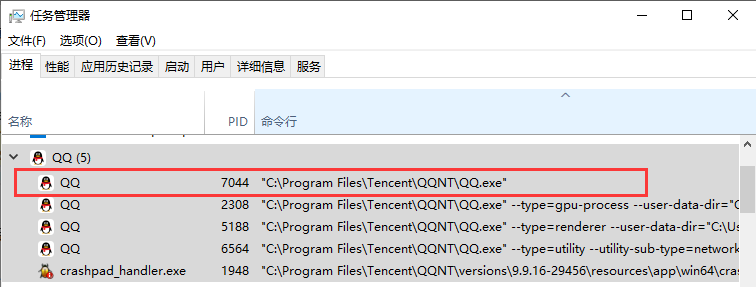 任务管理器
文件(F) 选项(O) 查看(V)
进程 性能 应用历史记录 启动 用户 详细信息 服务
名称 PID 命令行
QQ (5)
QQ 7044 "C:\Program Files\Tencent\QQNT\QQ.exe"
QQ 2308 "C:\Program Files\Tencent\QQNT\QQ.exe" --type=gpu-process --user-data-dir="C
QQ 5188 "C:\Program Files\Tencent\QQNT\QQ.exe" --type=renderer --user-data-dir="C:\Us
QQ 6564 "C:\Program Files\Tencent\QQNT\QQ.exe" --type=utility --utility-sub-type=network
crashpad_handler.exe 1948 "C:\Program Files\Tencent\QQNT\versions\9.9.16-29456\resources\app\win64\cras